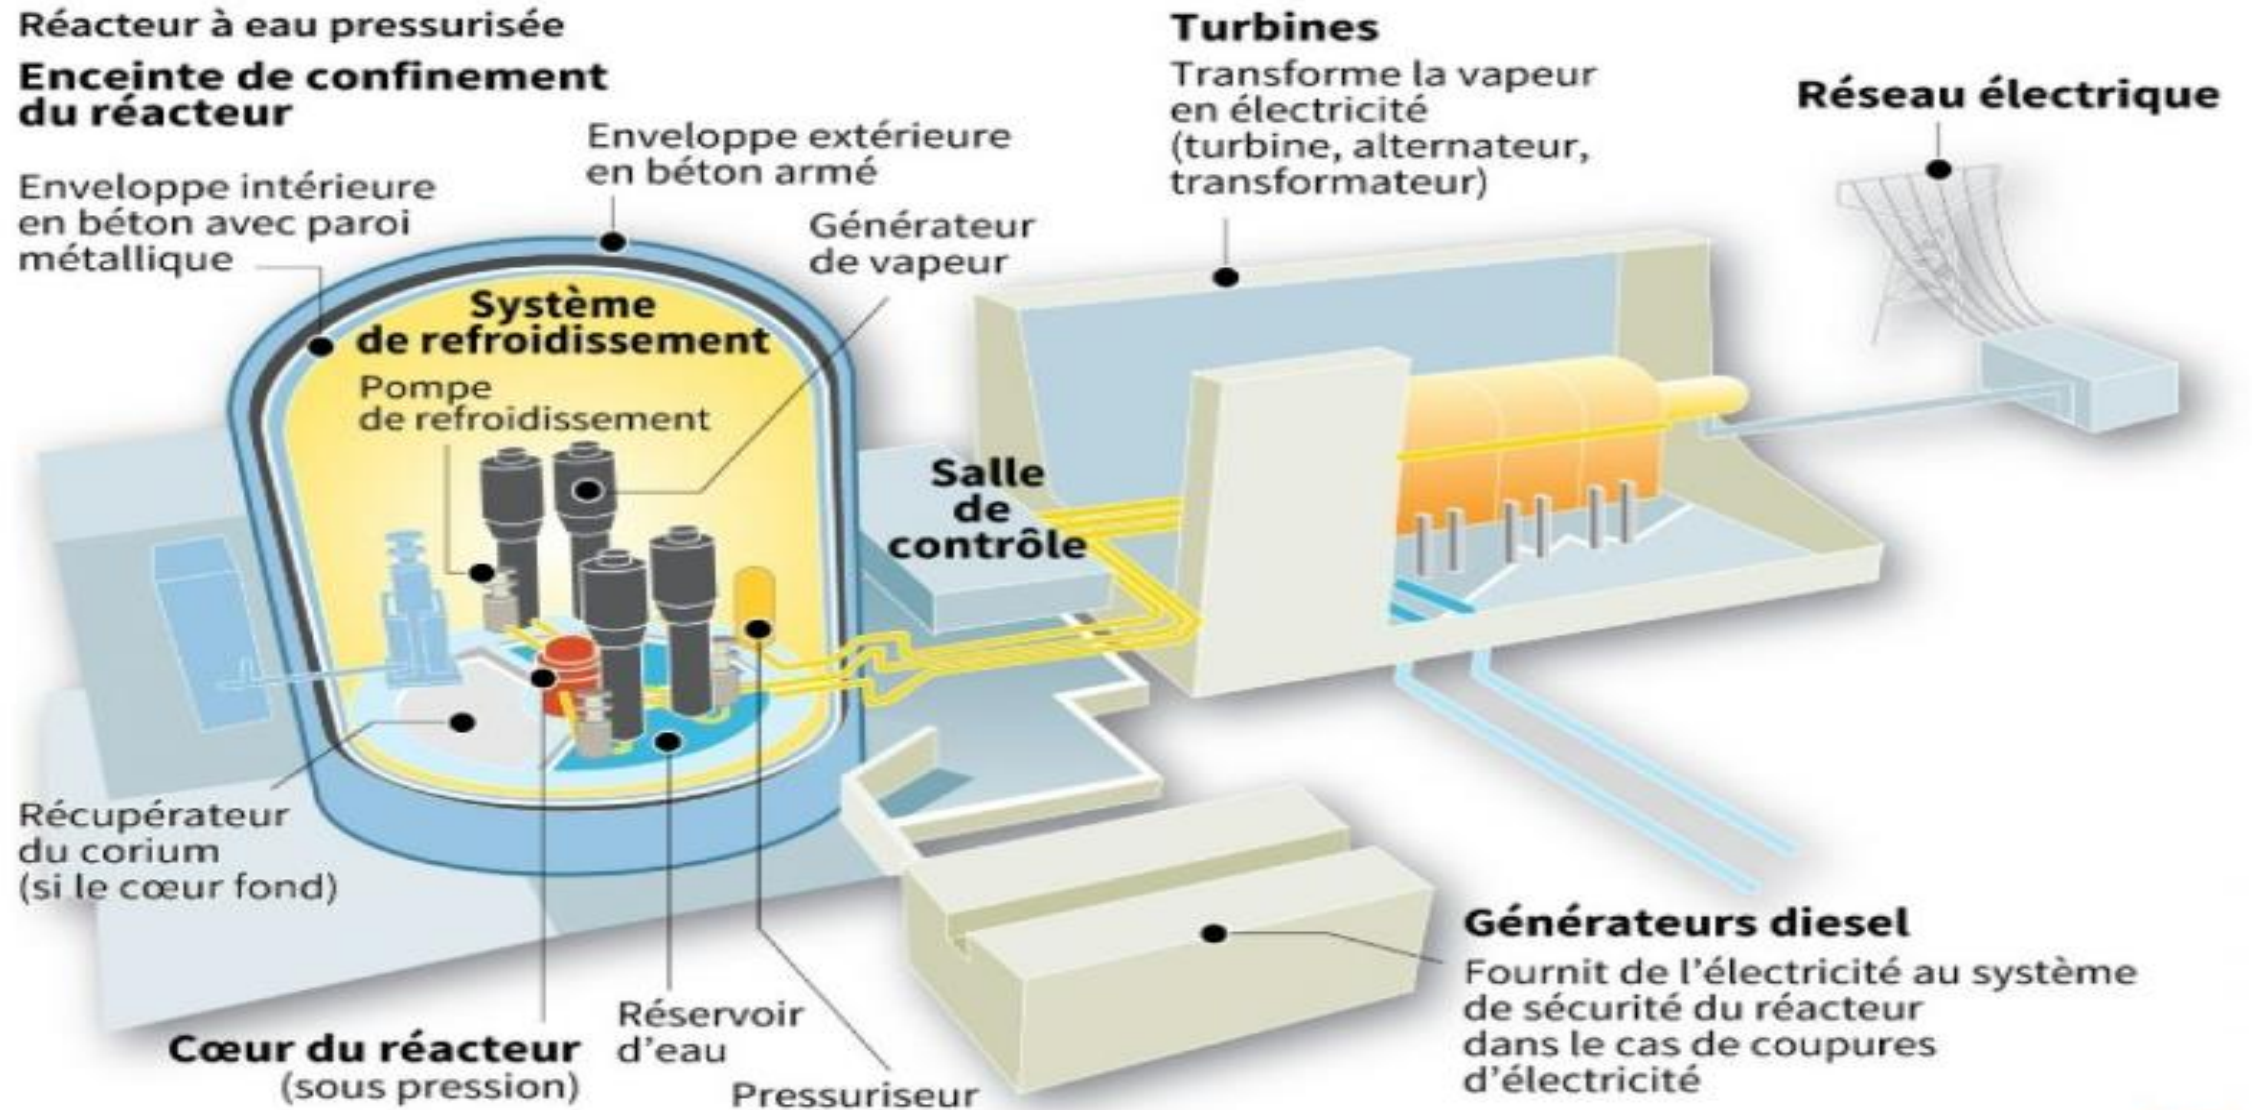 Réacteur à eau pressurisée
Enceinte de confinement
du réacteur
Enveloppe intérieure
en béton avec paroi
métallique
Enveloppe extérieure
en béton armé
Générateur
de vapeur
Système
de refroidissement
Pompe
de refroidissement
Turbines
Transforme la vapeur
en électricité
(turbine, alternateur,
transformateur)
Réseau électrique
Salle
de
contrôle
Récupérateur
du corium
(si le cœur fond)
Cœur du réacteur
(sous pression)
Réservoir
d'eau
Pressuriseur
Générateurs diesel
Fournit de l'électricité au système
de sécurité du réacteur
dans le cas de coupures
d'électricité